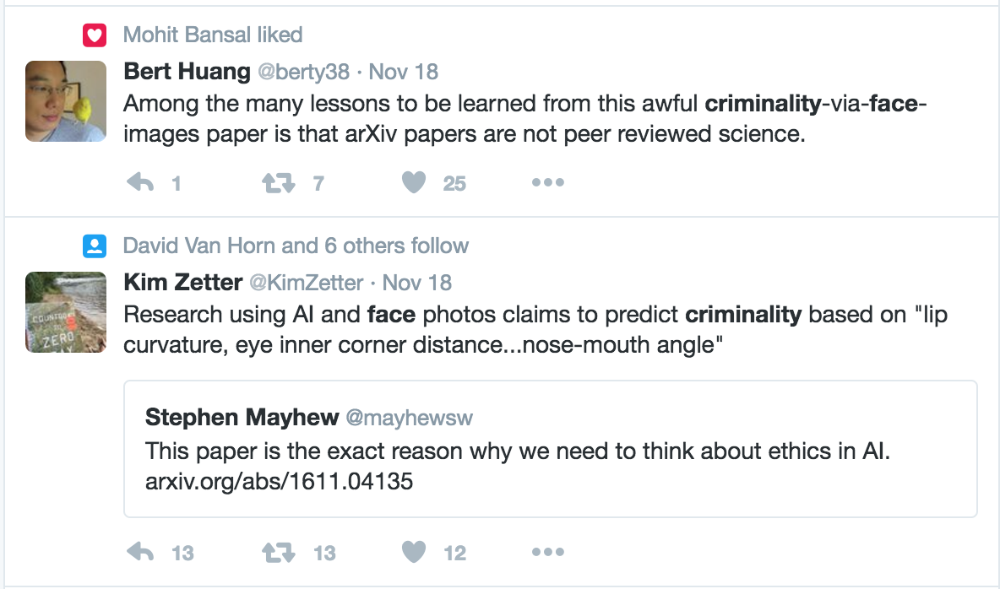 Mohit Bansal liked
Bert Huang @berty38 · Nov 18
Among the many lessons to be learned from this awful criminality-via-face-
images paper is that arXiv papers are not peer reviewed science.
1 7 25
David Van Horn and 6 others follow
Kim Zetter @KimZetter · Nov 18
Research using AI and face photos claims to predict criminality based on "lip
curvature, eye inner corner distance...nose-mouth angle"
COUNTDOWN
ZERO
DAY
Stephen Mayhew @mayhewsw
This paper is the exact reason why we need to think about ethics in AI.
arxiv.org/abs/1611.04135
13 13 12